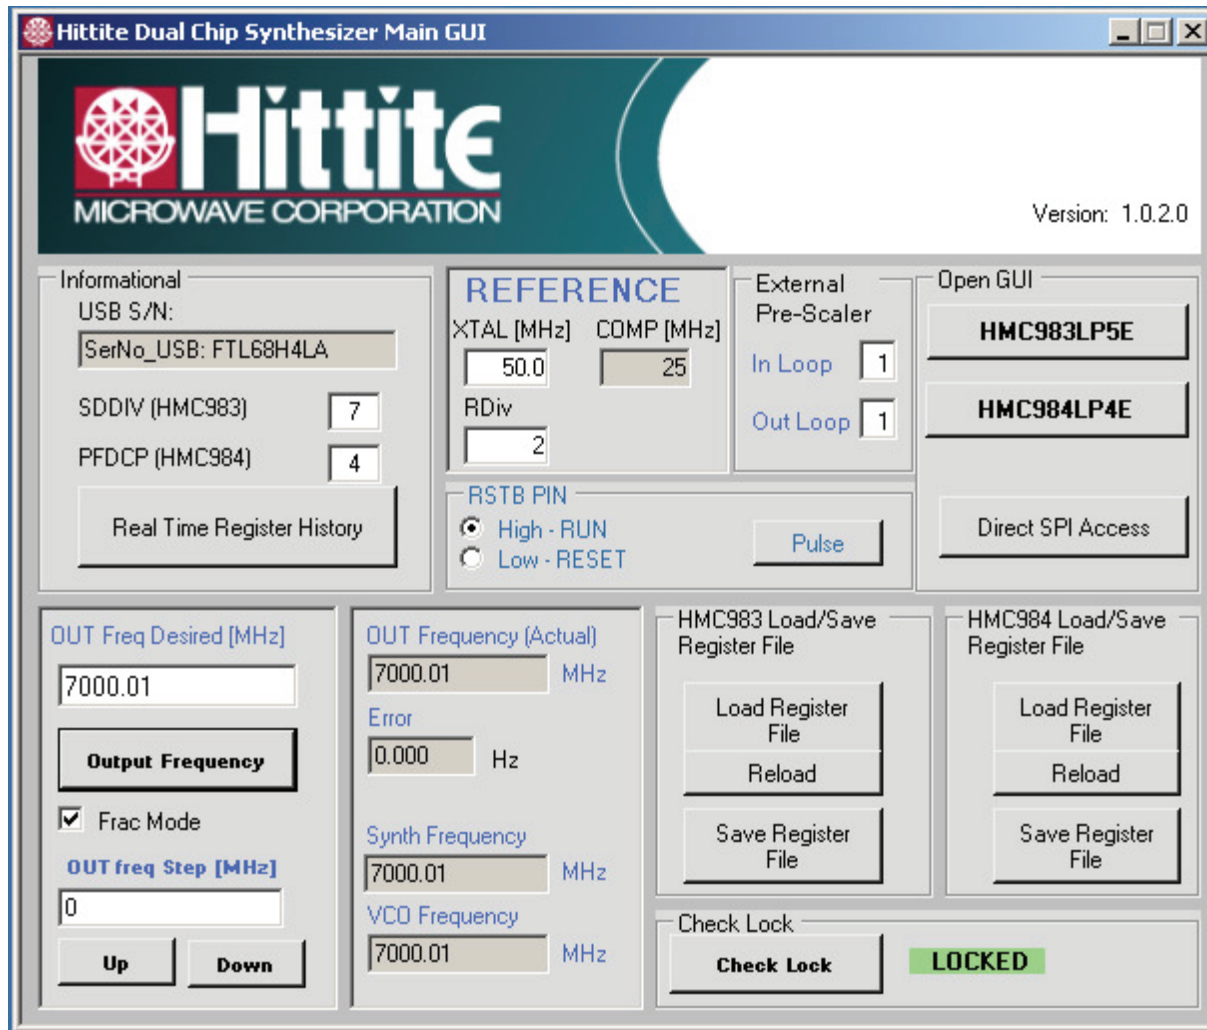 Hittite Dual Chip Synthesizer Main GUI
Hittite
MICROWAVE CORPORATION
Version: 1.0.2.0
Informational
USB S/N:
SerNo_USB: FTL68H4LA
SDDIV (HMC983)
7
PFDCP (HMC984)
4
Real Time Register History
REFERENCE
XTAL [MHz]
COMP [MHz]
50.0
25
RDiv
2
External
Pre-Scaler
In Loop
1
Out Loop
1
Open GUI
HMC983LP5E
HMC984LP4E
Direct SPI Access
RSTB PIN
High - RUN
Low - RESET
Pulse
OUT Freq Desired [MHz]
7000.01
Output Frequency
Frac Mode
OUT freq Step [MHz]
0
Up
Down
OUT Frequency (Actual)
7000.01
MHz
Error
0.000
Hz
Synth Frequency
7000.01
MHz
VCO Frequency
7000.01
MHz
HMC983 Load/Save
Register File
Load Register
File
Reload
Save Register
File
HMC984 Load/Save
Register File
Load Register
File
Reload
Save Register
File
Check Lock
Check Lock
LOCKED